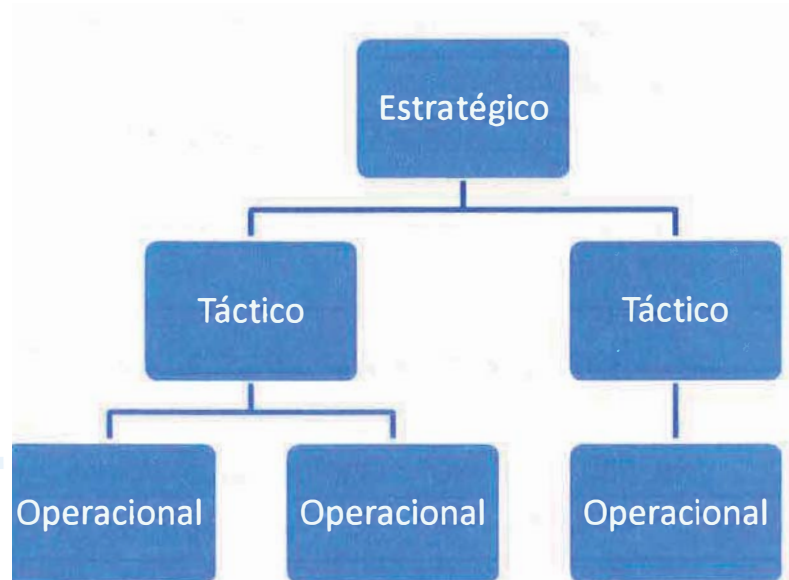 Estratégico
Táctico
Táctico
Operacional
Operacional
Operacional